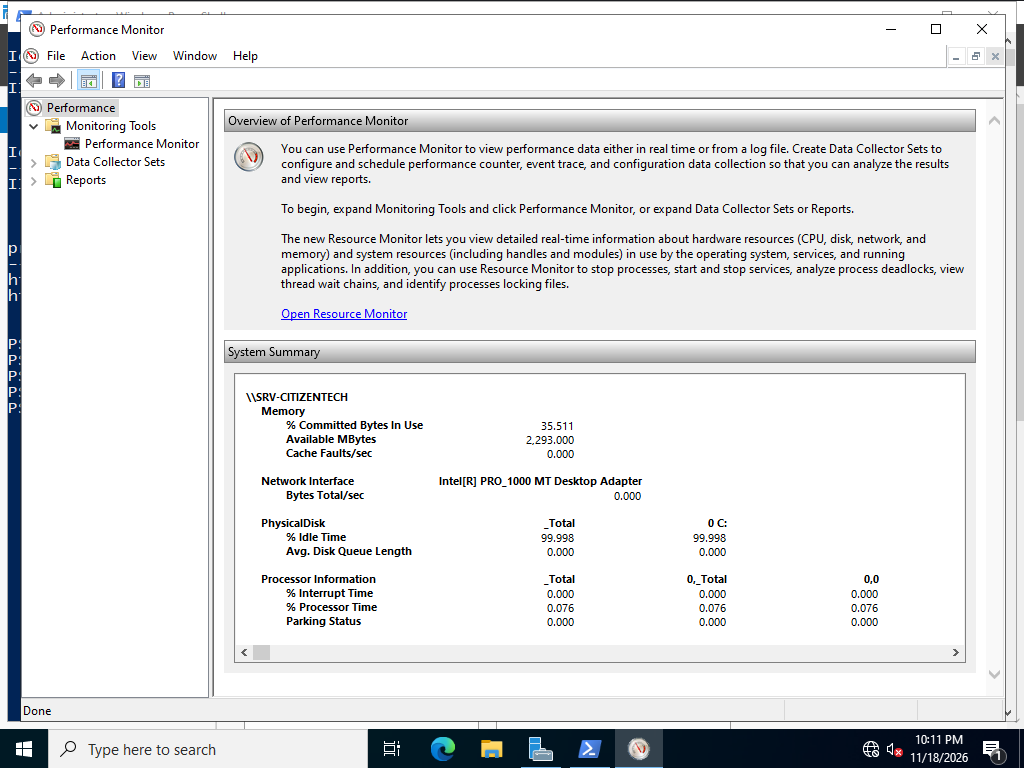 Performance Monitor
File Action View Window Help
Performance
Monitoring Tools
Performance Monitor
Data Collector Sets
Reports
Overview of Performance Monitor
You can use Performance Monitor to view performance data either in real time or from a log file. Create Data Collector Sets to
configure and schedule performance counter, event trace, and configuration data collection so that you can analyze the results
and view reports.
To begin, expand Monitoring Tools and click Performance Monitor, or expand Data Collector Sets or Reports.
The new Resource Monitor lets you view detailed real-time information about hardware resources (CPU, disk, network, and
memory) and system resources (including handles and modules) in use by the operating system, services, and running
applications. In addition, you can use Resource Monitor to stop processes, start and stop services, analyze process deadlocks, view
thread wait chains, and identify processes locking files.
Open Resource Monitor
System Summary
\\SRV-CITIZENTECH
Memory
% Committed Bytes In Use 35.511
Available MBytes 2,293.000
Cache Faults/sec 0.000
Network Interface Intel[R] PRO_1000 MT Desktop Adapter
Bytes Total/sec 0.000
PhysicalDisk _Total 0 C:
% Idle Time 99.998 99.998
Avg. Disk Queue Length 0.000 0.000
Processor Information _Total 0,_Total 0,0
% Interrupt Time 0.000 0.000 0.000
% Processor Time 0.076 0.076 0.076
Parking Status 0.000 0.000 0.000
Done
Type here to search
10:11 PM
11/18/2026
1